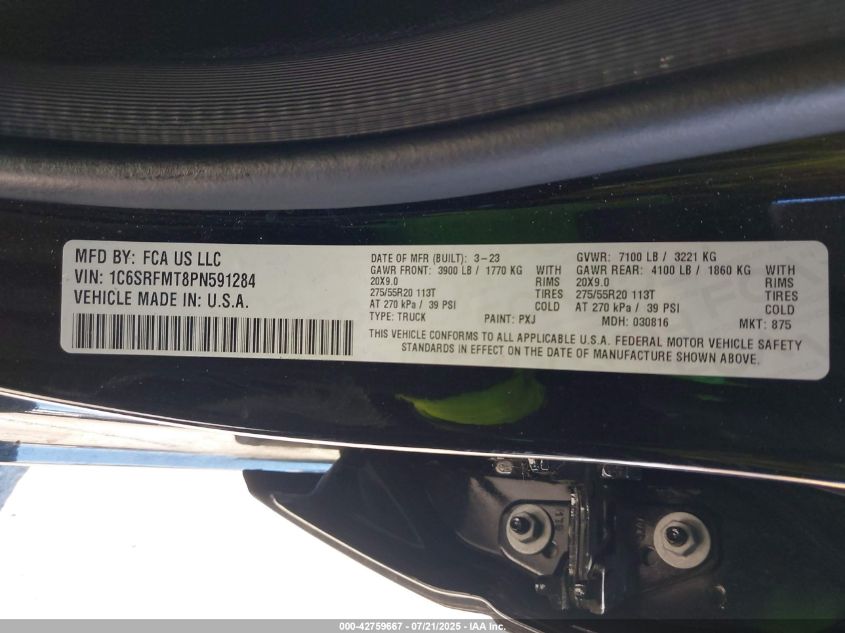 MFD BY: FCA US LLC
VIN: 1C6SRFMT8PN591284
VEHICLE MADE IN: U.S.A.
DATE OF MFR (BUILT): 3-23
GAWR FRONT: 3900 LB / 1770 KG WITH
20X9.0 RIMS
275/55R20 113T TIRES
AT 270 kPa / 39 PSI COLD
TYPE: TRUCK PAINT: PXJ
GVWR: 7100 LB / 3221 KG
GAWR REAR: 4100 LB / 1860 KG WITH
20X9.0 RIMS
275/55R20 113T TIRES
AT 270 kPa / 39 PSI COLD
MDH: 030816 MKT: 875
THIS VEHICLE CONFORMS TO ALL APPLICABLE U.S.A. FEDERAL MOTOR VEHICLE SAFETY
STANDARDS IN EFFECT ON THE DATE OF MANUFACTURE SHOWN ABOVE.
000-42759667 - 07/21/2025 - IAA Inc.